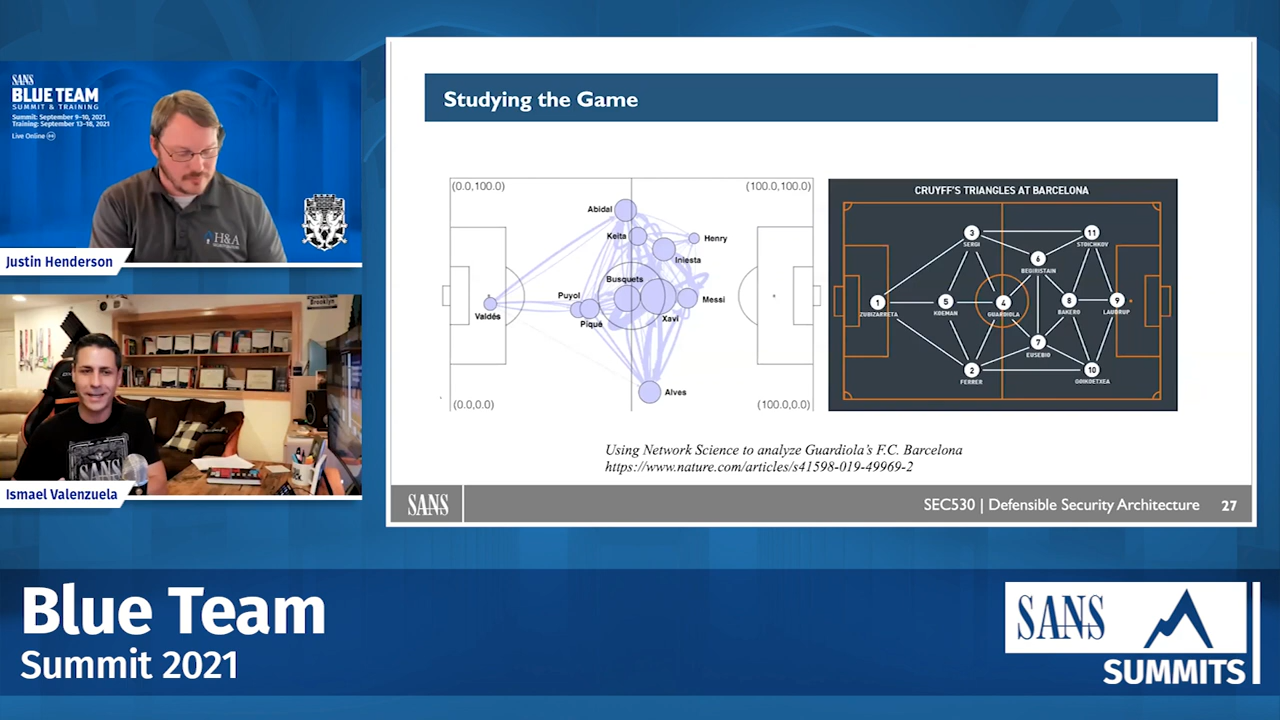 SANS
BLUE TEAM
SUMMIT & TRAINING
Summit: September 9-10, 2021
Training: September 13-18, 2021
Live Online
H&A
Justin Henderson
Brooklyn
SANS
Ismael Valenzuela
Studying the Game
(0.0,100.0)
(100.0,100.0)
Abidal
Keita
Henry
Iniesta
Busquets
Puyol
Messi
Valdés
Piqué
Xavi
Alves
(0.0,0.0)
(100.0,0.0)
CRUYFF'S TRIANGLES AT BARCELONA
3
SERGI
11
STOICHKOV
6
BEGIRISTAIN
1
ZUBIZARRETA
5
KOEMAN
4
GUARDIOLA
8
BAKERO
9
LAUDRUP
7
EUSEBIO
2
FERRER
10
GOIKOETXEA
Using Network Science to analyze Guardiola's F.C. Barcelona
https://www.nature.com/articles/s41598-019-49969-2
SANS
SEC530 | Defensible Security Architecture 27
Blue Team
Summit 2021
SANS
SUMMITS